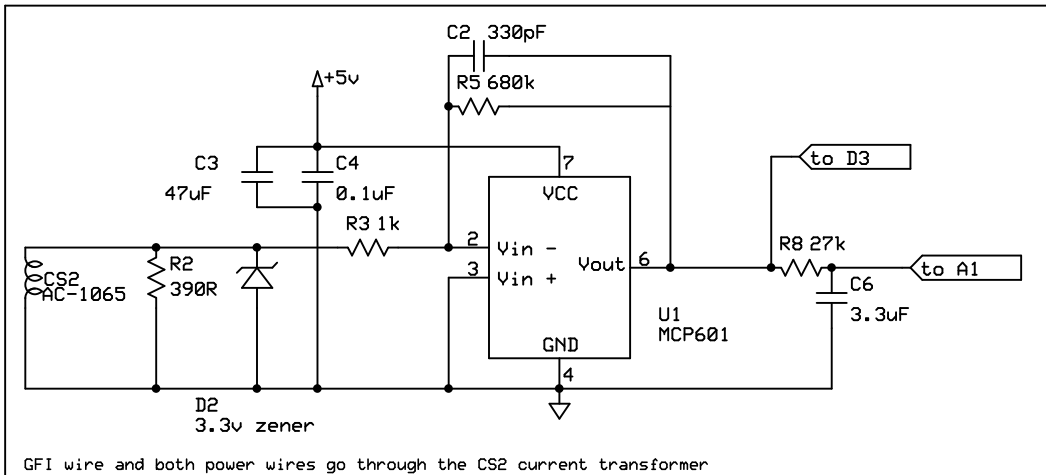 C2 330pF
R5 680k
+5v
to D3
C3
47uF
C4
0.1uF
7
VCC
R3 1k
2
Vin -
3
Vin +
Vout
6
R8 27k
to A1
CS2
AC-1065
R2
390R
C6
3.3uF
U1
MCP601
GND
4
D2
3.3v zener
GFI wire and both power wires go through the CS2 current transformer